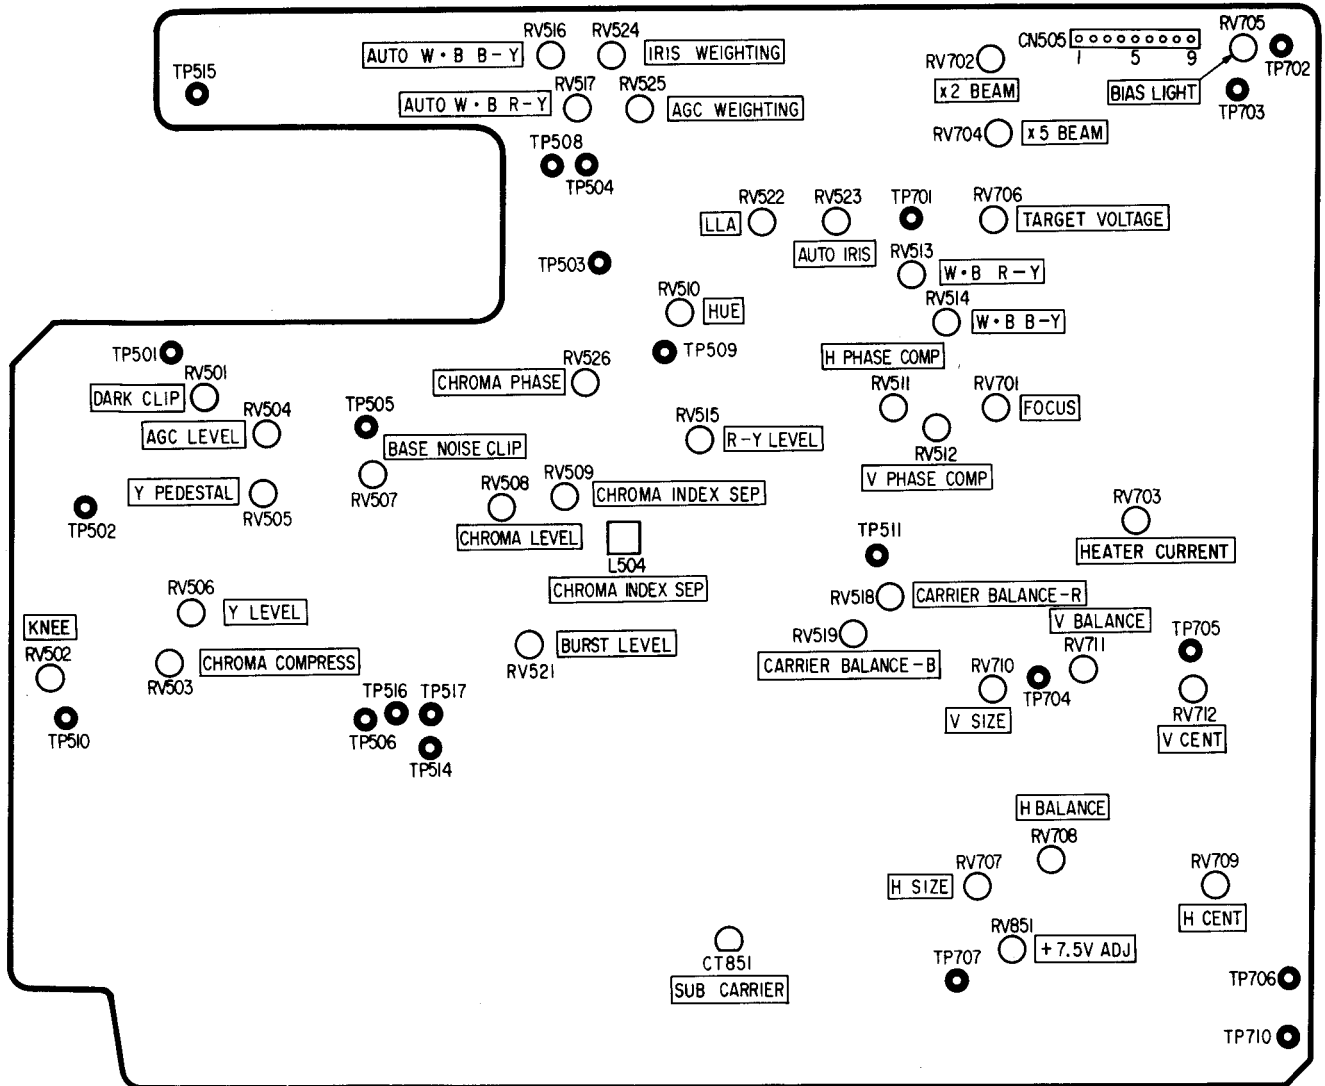 RV516
RV524
AUTO W•B B-Y
IRIS WEIGHTING
TP515
RV517
RV525
AUTO W•B R-Y
AGC WEIGHTING
TP508
TP504
CN505
1 5 9
RV705
TP702
RV702
x2 BEAM
BIAS LIGHT
TP703
RV704
x5 BEAM
RV522
RV523
TP701
RV706
LLA
TARGET VOLTAGE
AUTO IRIS
TP503
RV513
W•B R-Y
RV510
HUE
RV514
W•B B-Y
TP501
TP509
H PHASE COMP
RV501
RV526
CHROMA PHASE
DARK CLIP
RV504
TP505
RV511
RV701
FOCUS
AGC LEVEL
RV515
R-Y LEVEL
BASE NOISE CLIP
RV512
V PHASE COMP
Y PEDESTAL
RV505
RV507
RV508
RV509
CHROMA INDEX SEP
RV703
TP502
CHROMA LEVEL
TP511
HEATER CURRENT
L504
CHROMA INDEX SEP
RV506
Y LEVEL
RV518
CARRIER BALANCE-R
KNEE
V BALANCE
RV519
BURST LEVEL
TP705
RV502
CHROMA COMPRESS
RV503
RV521
CARRIER BALANCE-B
RV710
RV711
TP516
TP517
TP704
TP510
TP506
V SIZE
RV712
V CENT
TP514
H BALANCE
RV708
RV707
RV709
H SIZE
H CENT
RV851
+7.5V ADJ
CT851
TP707
SUB CARRIER
TP706
TP710